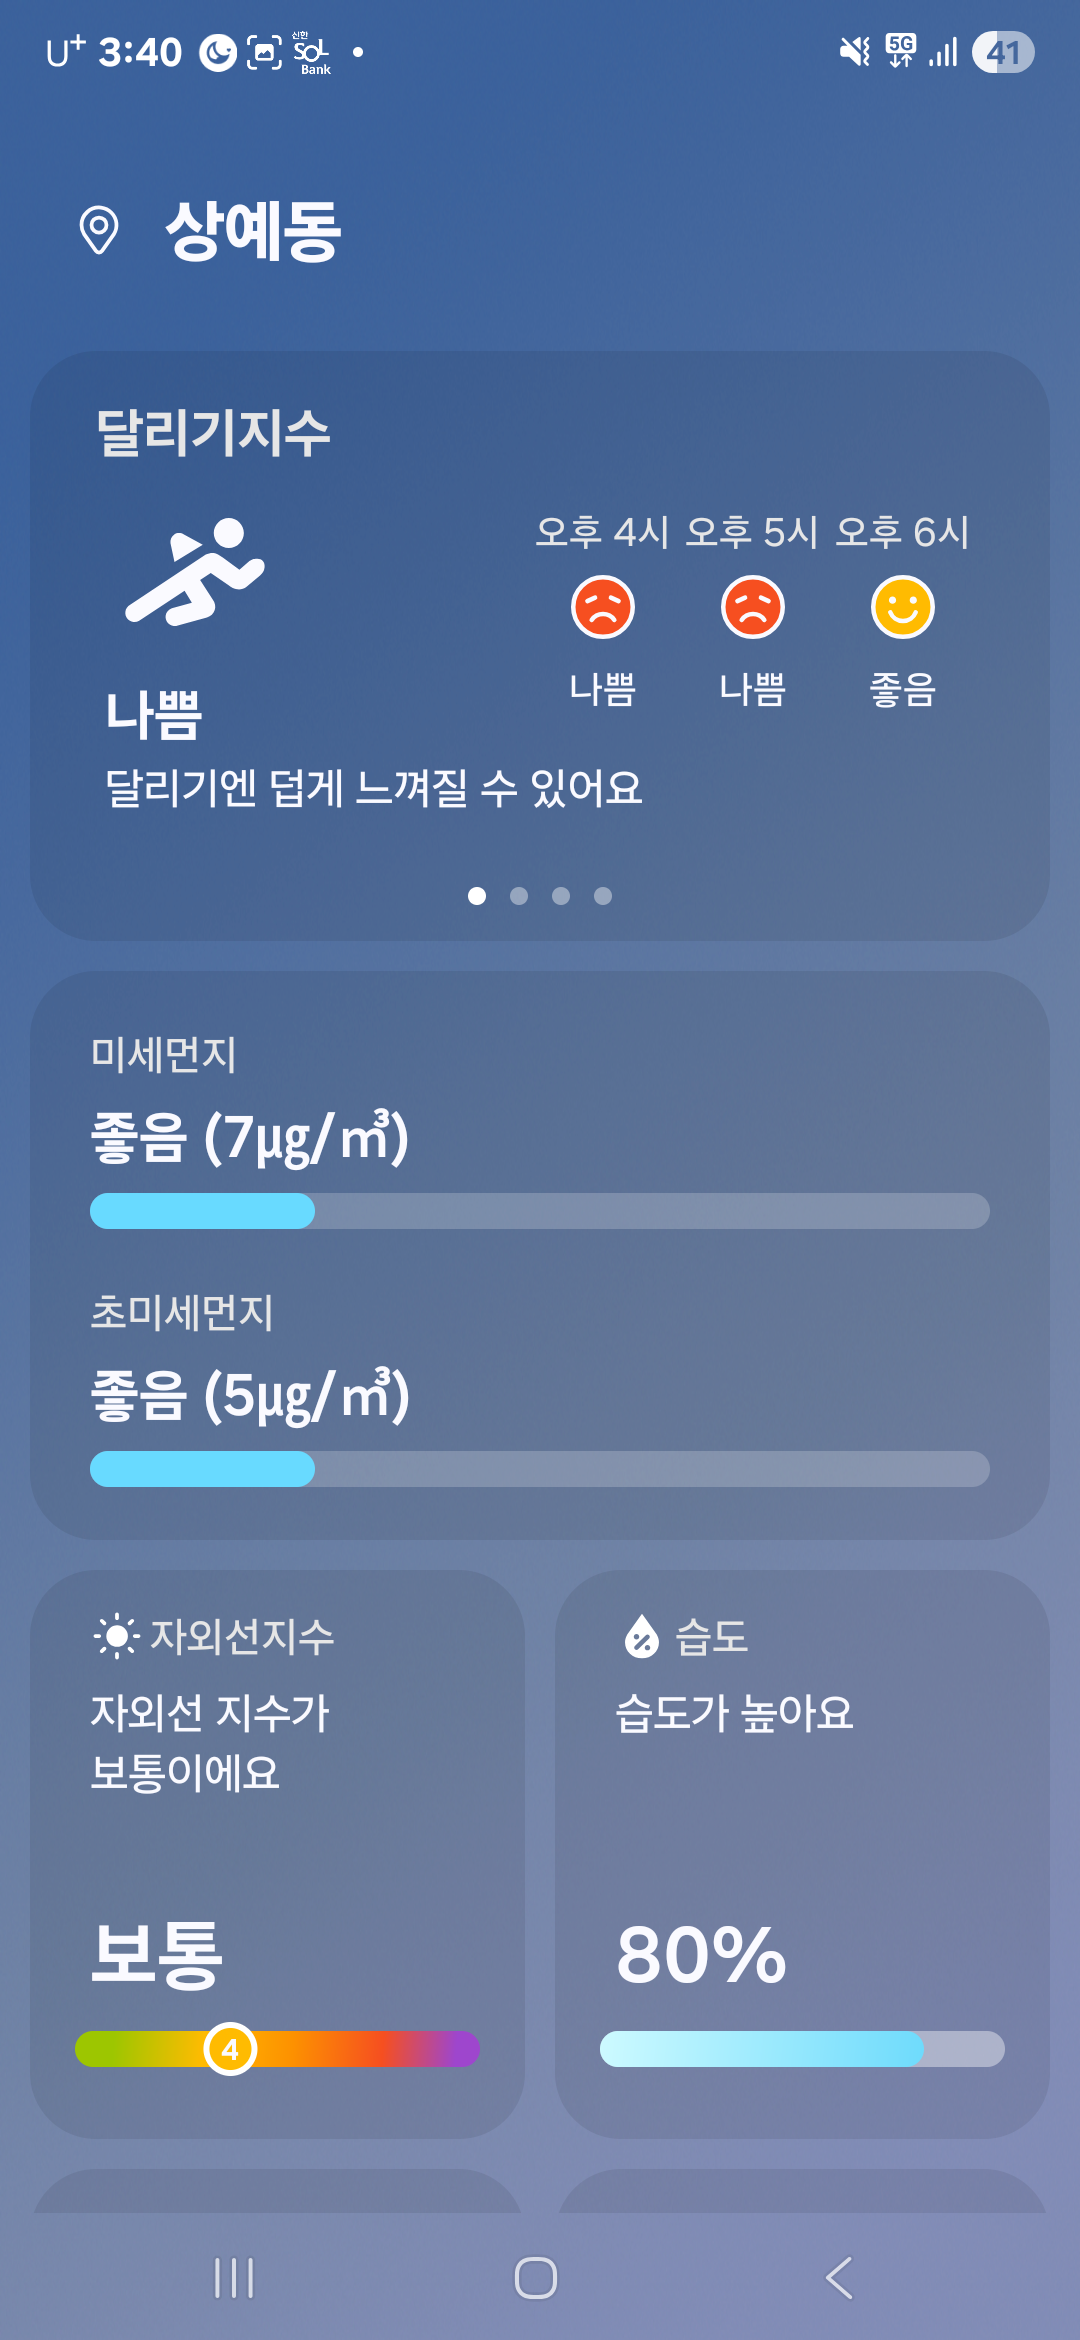 U+ 3:40 신한 SOL Bank 5G 41
상예동
달리기지수
오후 4시 오후 5시 오후 6시
나쁨 나쁨 좋음
나쁨
달리기엔 덥게 느껴질 수 있어요
미세먼지
좋음 (7㎍/㎥)
초미세먼지
좋음 (5㎍/㎥)
자외선지수
자외선 지수가
보통이에요
보통
4
습도
습도가 높아요
80%